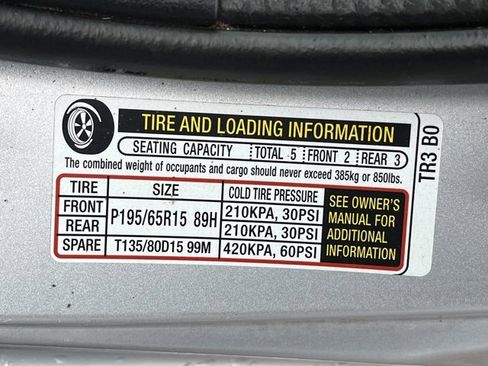 TIRE AND LOADING INFORMATION
SEATING CAPACITY TOTAL 5 FRONT 2 REAR 3
The combined weight of occupants and cargo should never exceed 385kg or 850lbs.
TIRE SIZE COLD TIRE PRESSURE
FRONT P195/65R15 89H 210KPA, 30PSI
REAR 210KPA, 30PSI
SPARE T135/80D15 99M 420KPA, 60PSI
SEE OWNER'S
MANUAL FOR
ADDITIONAL
INFORMATION
TR3 B0